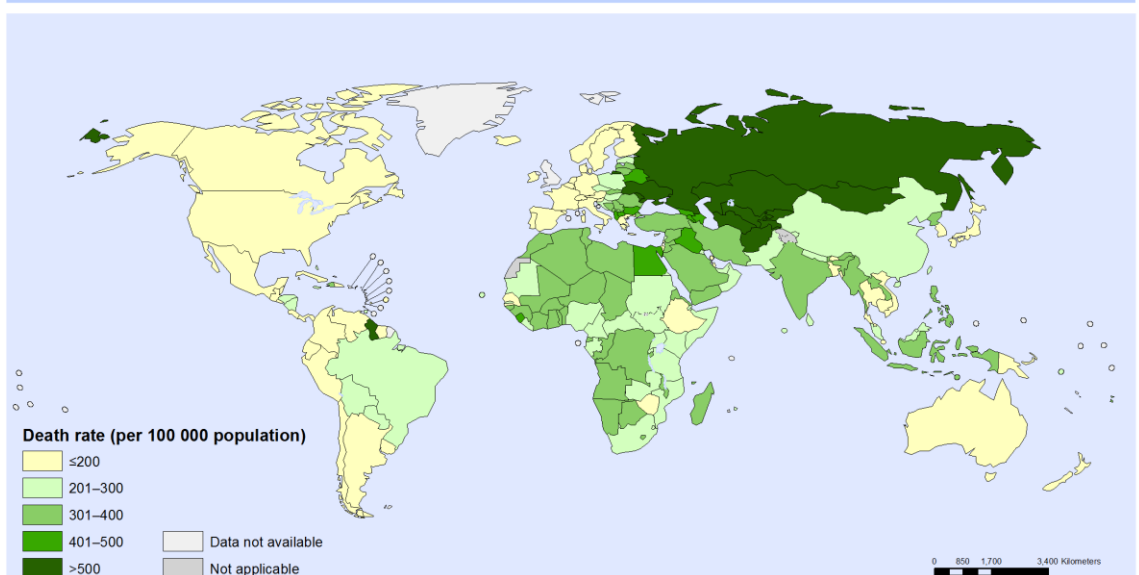 Death rate (per 100 000 population)
≤200
201–300
301–400
401–500
>500
Data not available
Not applicable
0 850 1,700 3,400 Kilometers